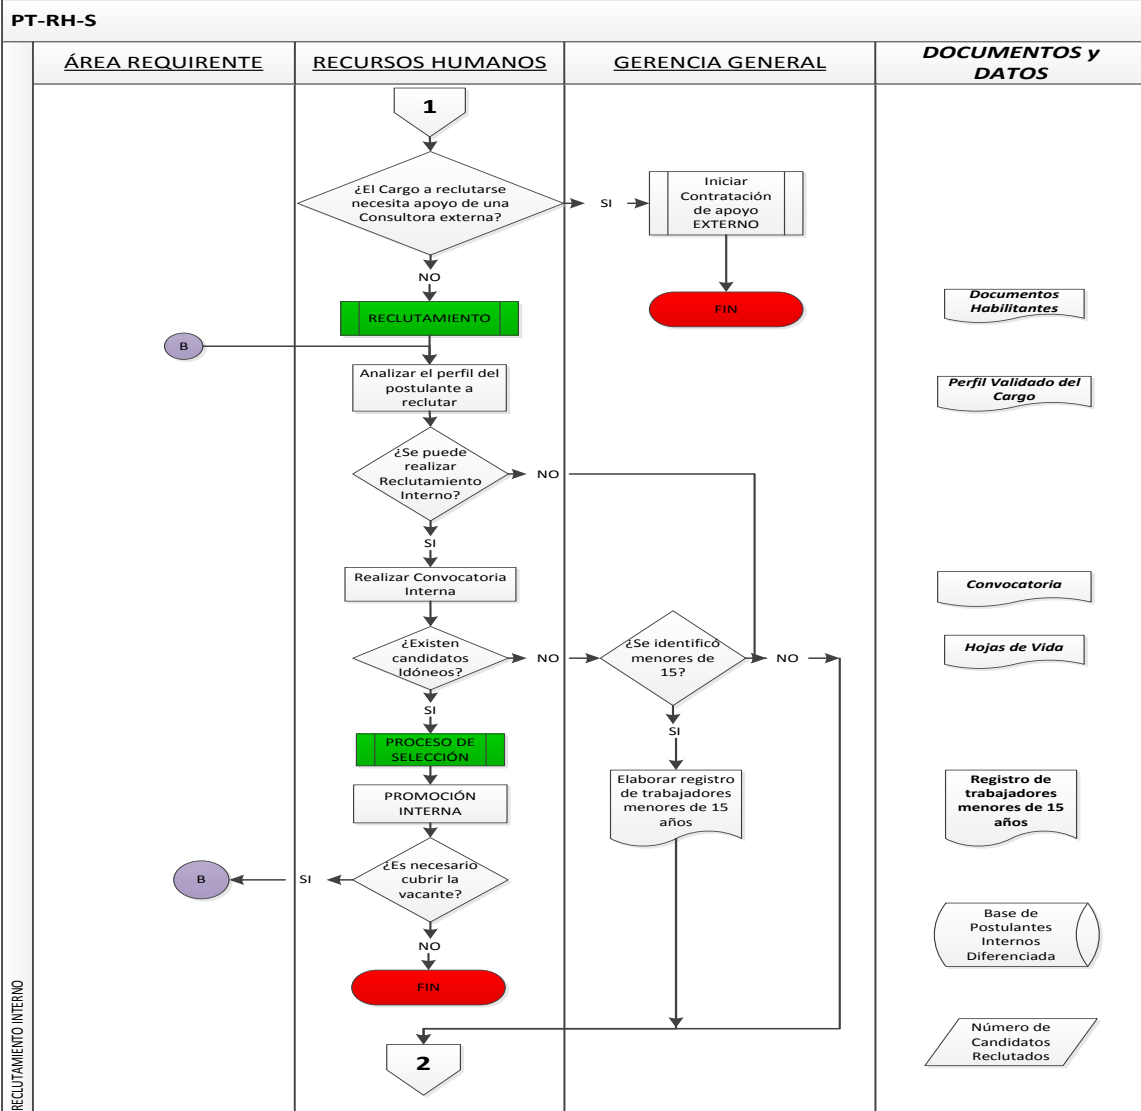 PT-RH-S
ÁREA REQUIRENTE
RECURSOS HUMANOS
GERENCIA GENERAL
DOCUMENTOS y
DATOS
1
¿El Cargo a reclutarse
necesita apoyo de una
Consultora externa?
SI
Iniciar
Contratación
de apoyo
EXTERNO
NO
FIN
Documentos
Habilitantes
RECLUTAMIENTO
B
Analizar el perfil del
postulante a
reclutar
Perfil Validado del
Cargo
¿Se puede
realizar
Reclutamiento
Interno?
NO
SI
Realizar Convocatoria
Interna
Convocatoria
¿Existen
candidatos
Idóneos?
NO
¿Se identificó
menores de
15?
NO
Hojas de Vida
SI
SI
PROCESO DE
SELECCIÓN
PROMOCIÓN
INTERNA
Elaborar registro
de trabajadores
menores de 15
años
Registro de
trabajadores
menores de 15
años
¿Es necesario
cubrir la
vacante?
SI
B
NO
Base de
Postulantes
Internos
Diferenciada
FIN
2
Número de
Candidatos
Reclutados
RECLUTAMIENTO INTERNO